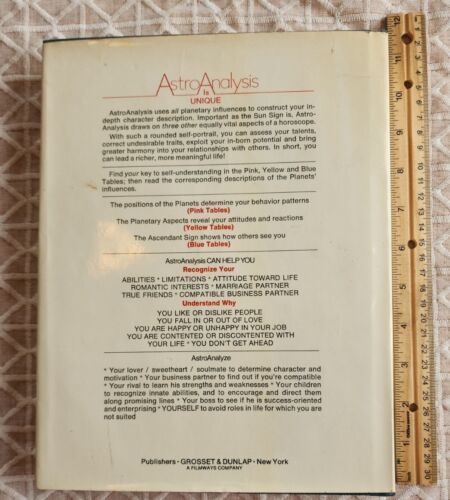 AstroAnalysis
Is
UNIQUE
AstroAnalysis uses all planetary influences to construct your in-
depth character description. Important as the Sun Sign is, Astro-
Analysis draws on three other equally vital aspects of a horoscope.
With such a rounded self-portrait, you can assess your talents,
correct undesirable traits, exploit your in-born potential and bring
greater harmony into your relationships with others. In short, you
can lead a richer, more meaningful life!
Find your key to self-understanding in the Pink, Yellow and Blue
Tables; then read the corresponding descriptions of the Planets'
influences.
The positions of the Planets determine your behavior patterns
(Pink Tables)
The Planetary Aspects reveal your attitudes and reactions
(Yellow Tables)
The Ascendant Sign shows how others see you
(Blue Tables)
AstroAnalysis CAN HELP YOU
Recognize Your
ABILITIES * LIMITATIONS * ATTITUDE TOWARD LIFE
ROMANTIC INTERESTS * MARRIAGE PARTNER
TRUE FRIENDS * COMPATIBLE BUSINESS PARTNER
Understand Why
YOU LIKE OR DISLIKE PEOPLE
YOU FALL IN OR OUT OF LOVE
YOU ARE HAPPY OR UNHAPPY IN YOUR JOB
YOU ARE CONTENTED OR DISCONTENTED WITH
YOUR LIFE * YOU DON'T GET AHEAD
AstroAnalyze
* Your lover / sweetheart / soulmate to determine character and
motivation * Your business partner to find out if you're compatible
* Your rival to learn his strengths and weaknesses * Your children
to recognize innate abilities, and to encourage and direct them
along promising lines * Your boss to see if he is success-oriented
and enterprising * YOURSELF to avoid roles in life for which you are
not suited
Publishers · GROSSET & DUNLAP · New York
A FILMWAYS COMPANY
12
11
10
9
8
7
6
5
4
3
2
1
30